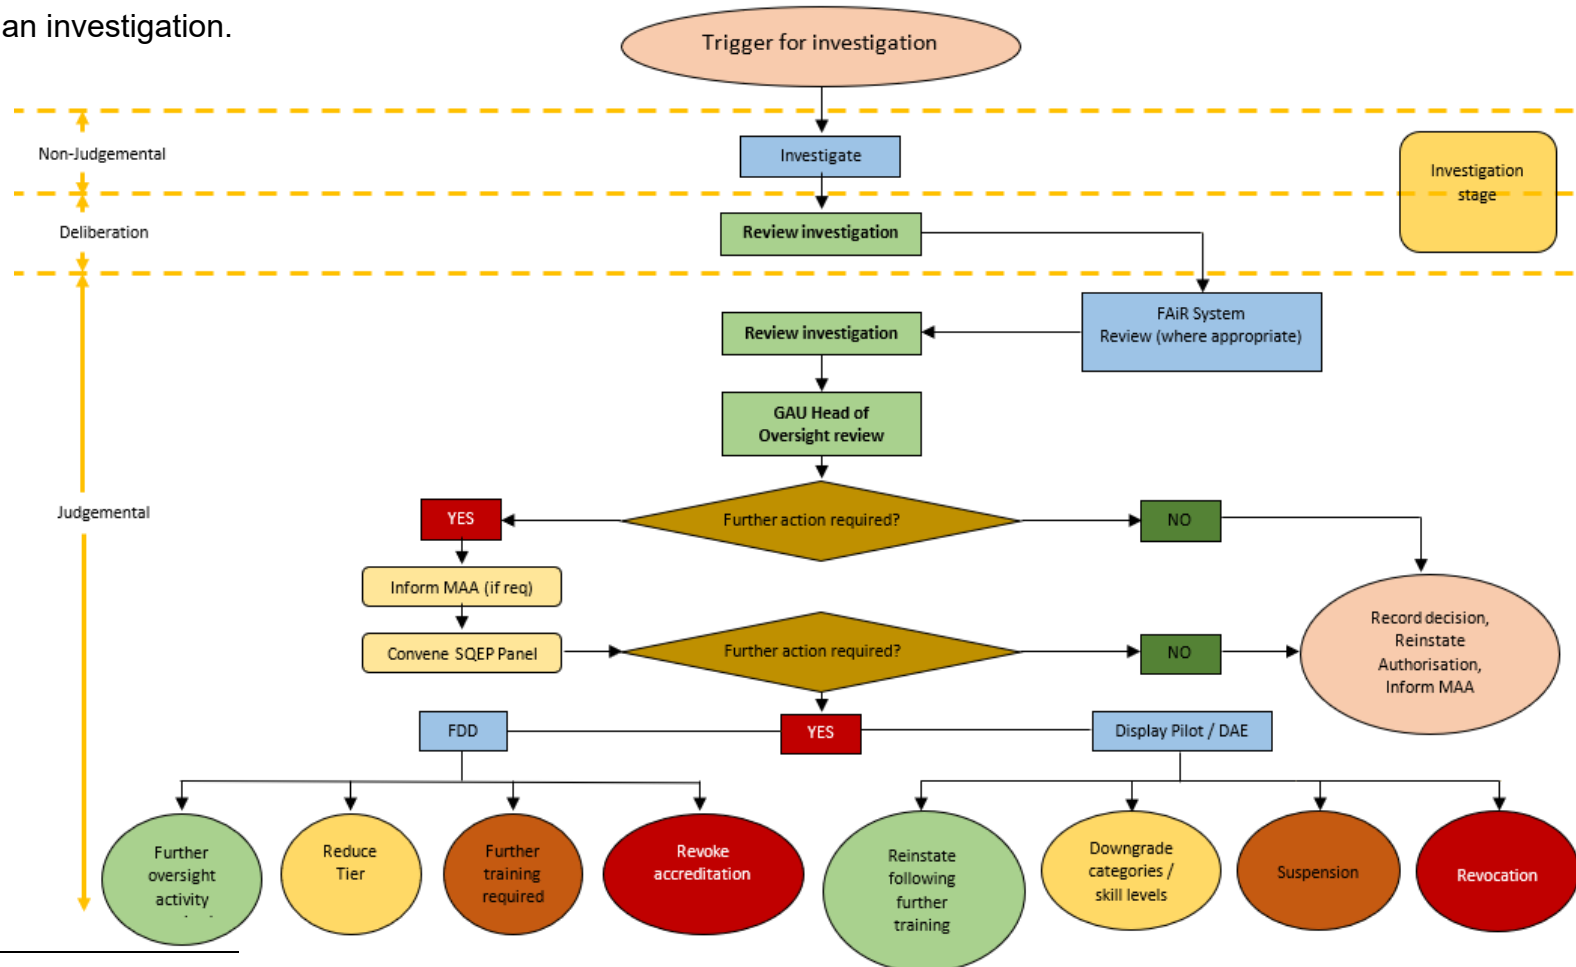 an investigation.
Trigger for investigation
Non-Judgemental
Investigate
Investigation
stage
Deliberation
Review investigation
FAiR System
Review (where appropriate)
Review investigation
GAU Head of
Oversight review
Judgemental
YES
Further action required?
NO
Inform MAA (if req)
Convene SQEP Panel
Further action required?
NO
Record decision,
Reinstate
Authorisation,
Inform MAA
FDD
YES
Display Pilot / DAE
Further
oversight
activity
Reduce
Tier
Further
training
required
Revoke
accreditation
Reinstate
following
further
training
Downgrade
categories /
skill levels
Suspension
Revocation